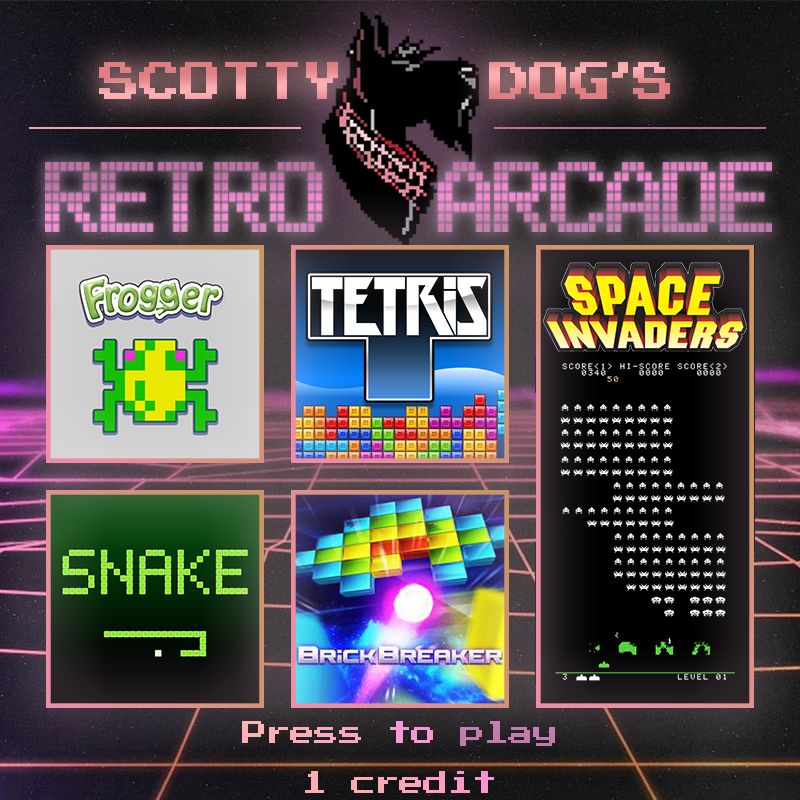 SCOTTY DOG'S
RETRO ARCADE
Frogger
TETRIS
SPACE
INVADERS
SCORE<1> HI-SCORE SCORE<2>
0340 0000 0000
50
3 LEVEL 01
SNAKE
BRICKBREAKER
Press to play
1 credit